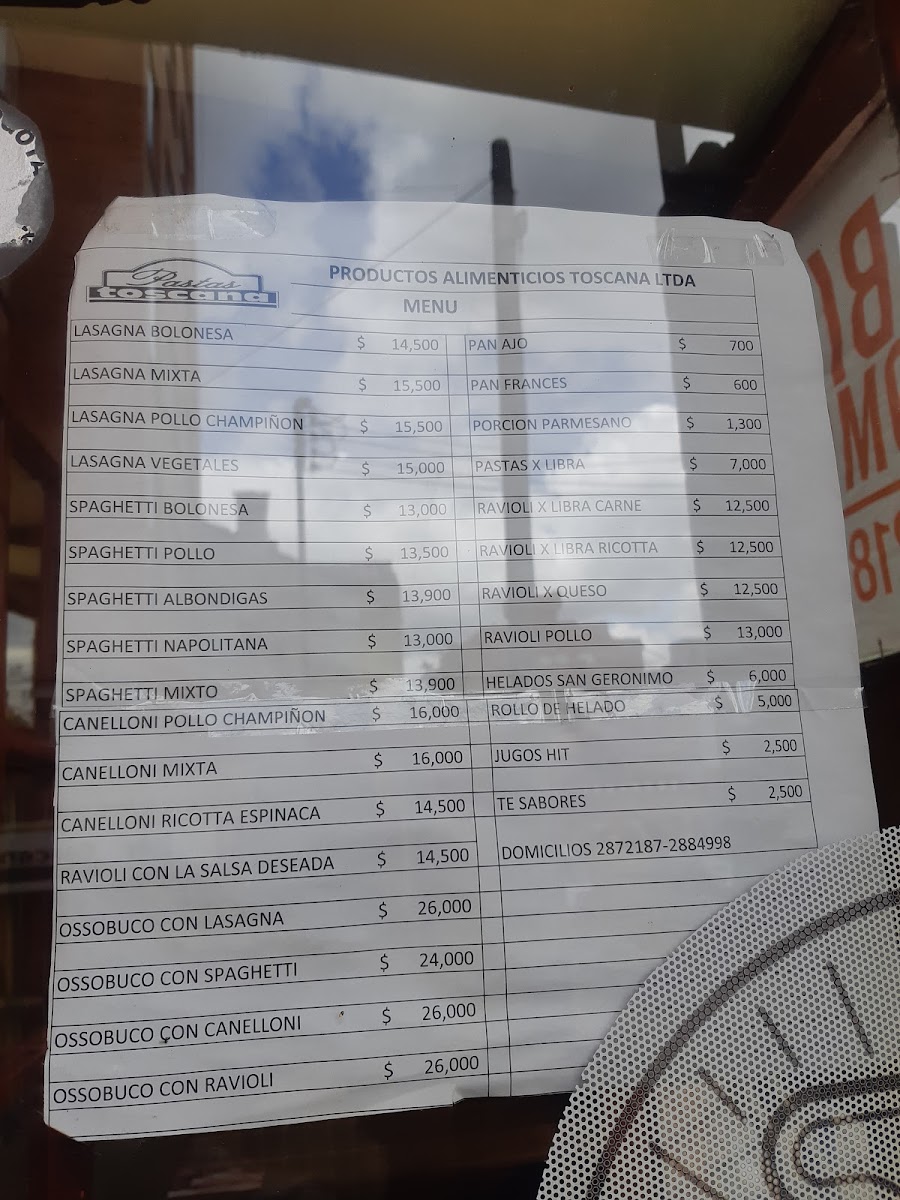 Pastas
toscana
PRODUCTOS ALIMENTICIOS TOSCANA LTDA
MENU
LASAGNA BOLONESA $ 14,500 PAN AJO $ 700
LASAGNA MIXTA $ 15,500 PAN FRANCES $ 600
LASAGNA POLLO CHAMPIÑON $ 15,500 PORCION PARMESANO $ 1,300
LASAGNA VEGETALES $ 15,000 PASTAS X LIBRA $ 7,000
SPAGHETTI BOLONESA $ 13,000 RAVIOLI X LIBRA CARNE $ 12,500
SPAGHETTI POLLO $ 13,500 RAVIOLI X LIBRA RICOTTA $ 12,500
SPAGHETTI ALBONDIGAS $ 13,900 RAVIOLI X QUESO $ 12,500
SPAGHETTI NAPOLITANA $ 13,000 RAVIOLI POLLO $ 13,000
SPAGHETTI MIXTO $ 13,900 HELADOS SAN GERONIMO $ 6,000
CANELLONI POLLO CHAMPIÑON $ 16,000 ROLLO DE HELADO $ 5,000
CANELLONI MIXTA $ 16,000 JUGOS HIT $ 2,500
CANELLONI RICOTTA ESPINACA $ 14,500 TE SABORES $ 2,500
RAVIOLI CON LA SALSA DESEADA $ 14,500 DOMICILIOS 2872187-2884998
OSSOBUCO CON LASAGNA $ 26,000
OSSOBUCO CON SPAGHETTI $ 24,000
OSSOBUCO CON CANELLONI $ 26,000
OSSOBUCO CON RAVIOLI $ 26,000